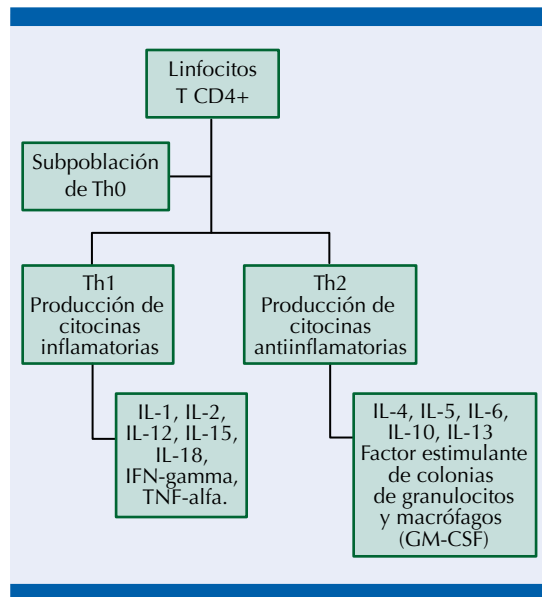 Linfocitos
T CD4+
Subpoblación
de Th0
Th1
Producción de
citocinas
inflamatorias
Th2
Producción de
citocinas
antiinflamatorias
IL-1, IL-2,
IL-12, IL-15,
IL-18,
IFN-gamma,
TNF-alfa.
IL-4, IL-5, IL-6,
IL-10, IL-13
Factor estimulante
de colonias
de granulocitos
y macrófagos
(GM-CSF)